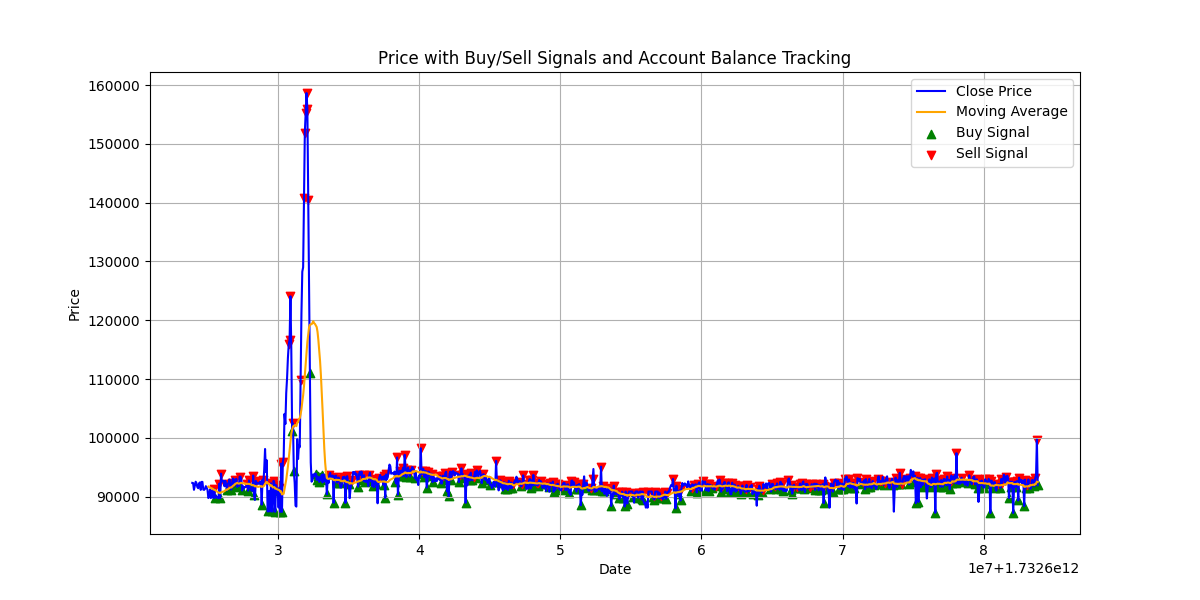 Price with Buy/Sell Signals and Account Balance Tracking
160000
150000
140000
130000
120000
110000
100000
90000
Price
Close Price
Moving Average
Buy Signal
Sell Signal
3 4 5 6 7 8
Date
1e7+1.7326e12